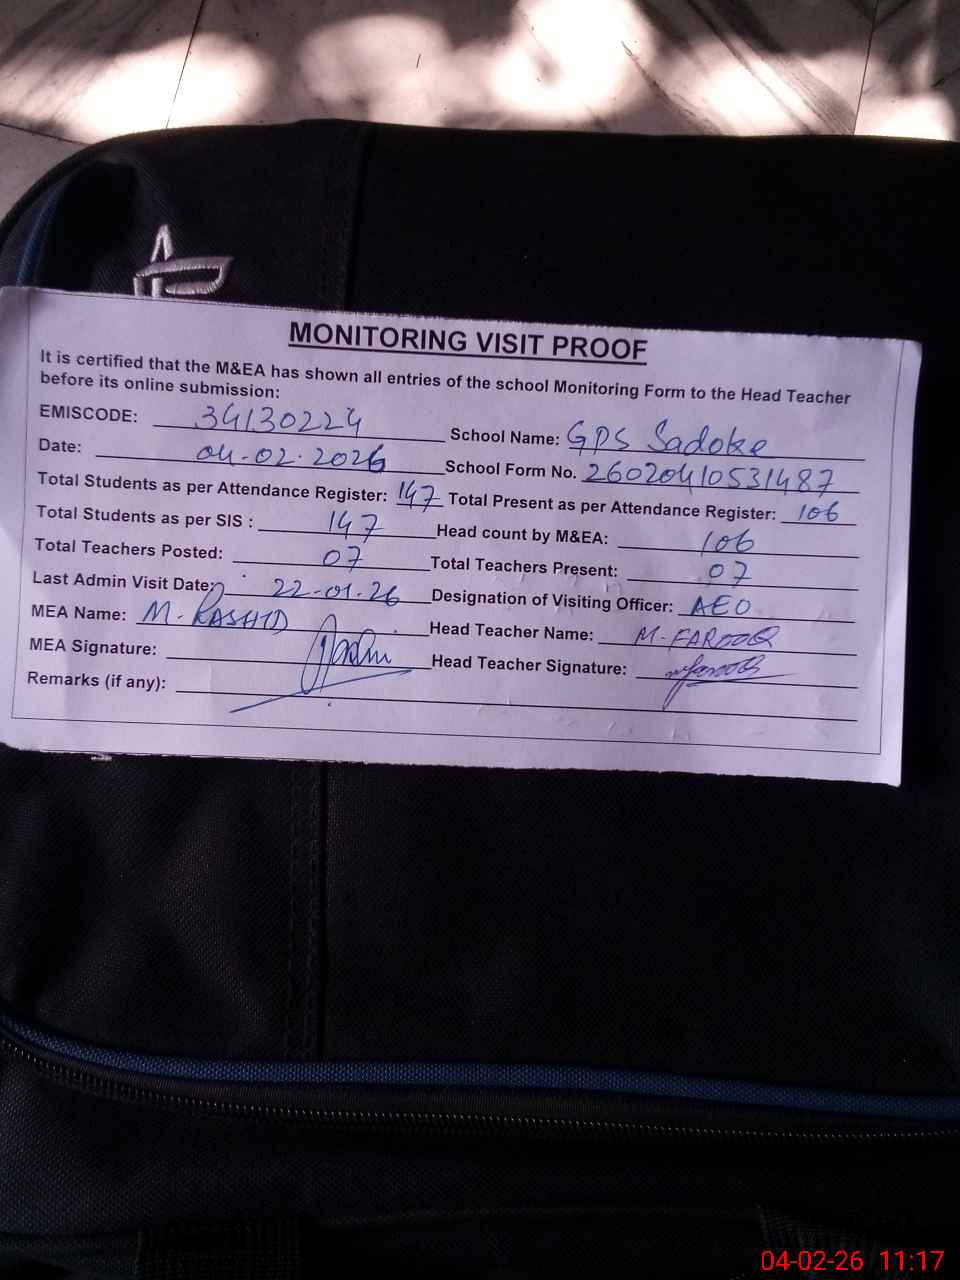 MONITORING VISIT PROOF
It is certified that the M&EA has shown all entries of the school Monitoring Form to the Head Teacher
before its online submission:
EMISCODE: 34130224 School Name: GPS Sadoke
Date: 04-02-2026 School Form No. 26020410531487
Total Students as per Attendance Register: 147 Total Present as per Attendance Register: 106
Total Students as per SIS : 147 Head count by M&EA: 106
Total Teachers Posted: 07 Total Teachers Present: 07
Last Admin Visit Date: 22-01-26 Designation of Visiting Officer: AEO
MEA Name: M-RASHID Head Teacher Name: M-FAROOQ
MEA Signature: Head Teacher Signature: mfarooq
Remarks (if any):
04-02-26 11:17